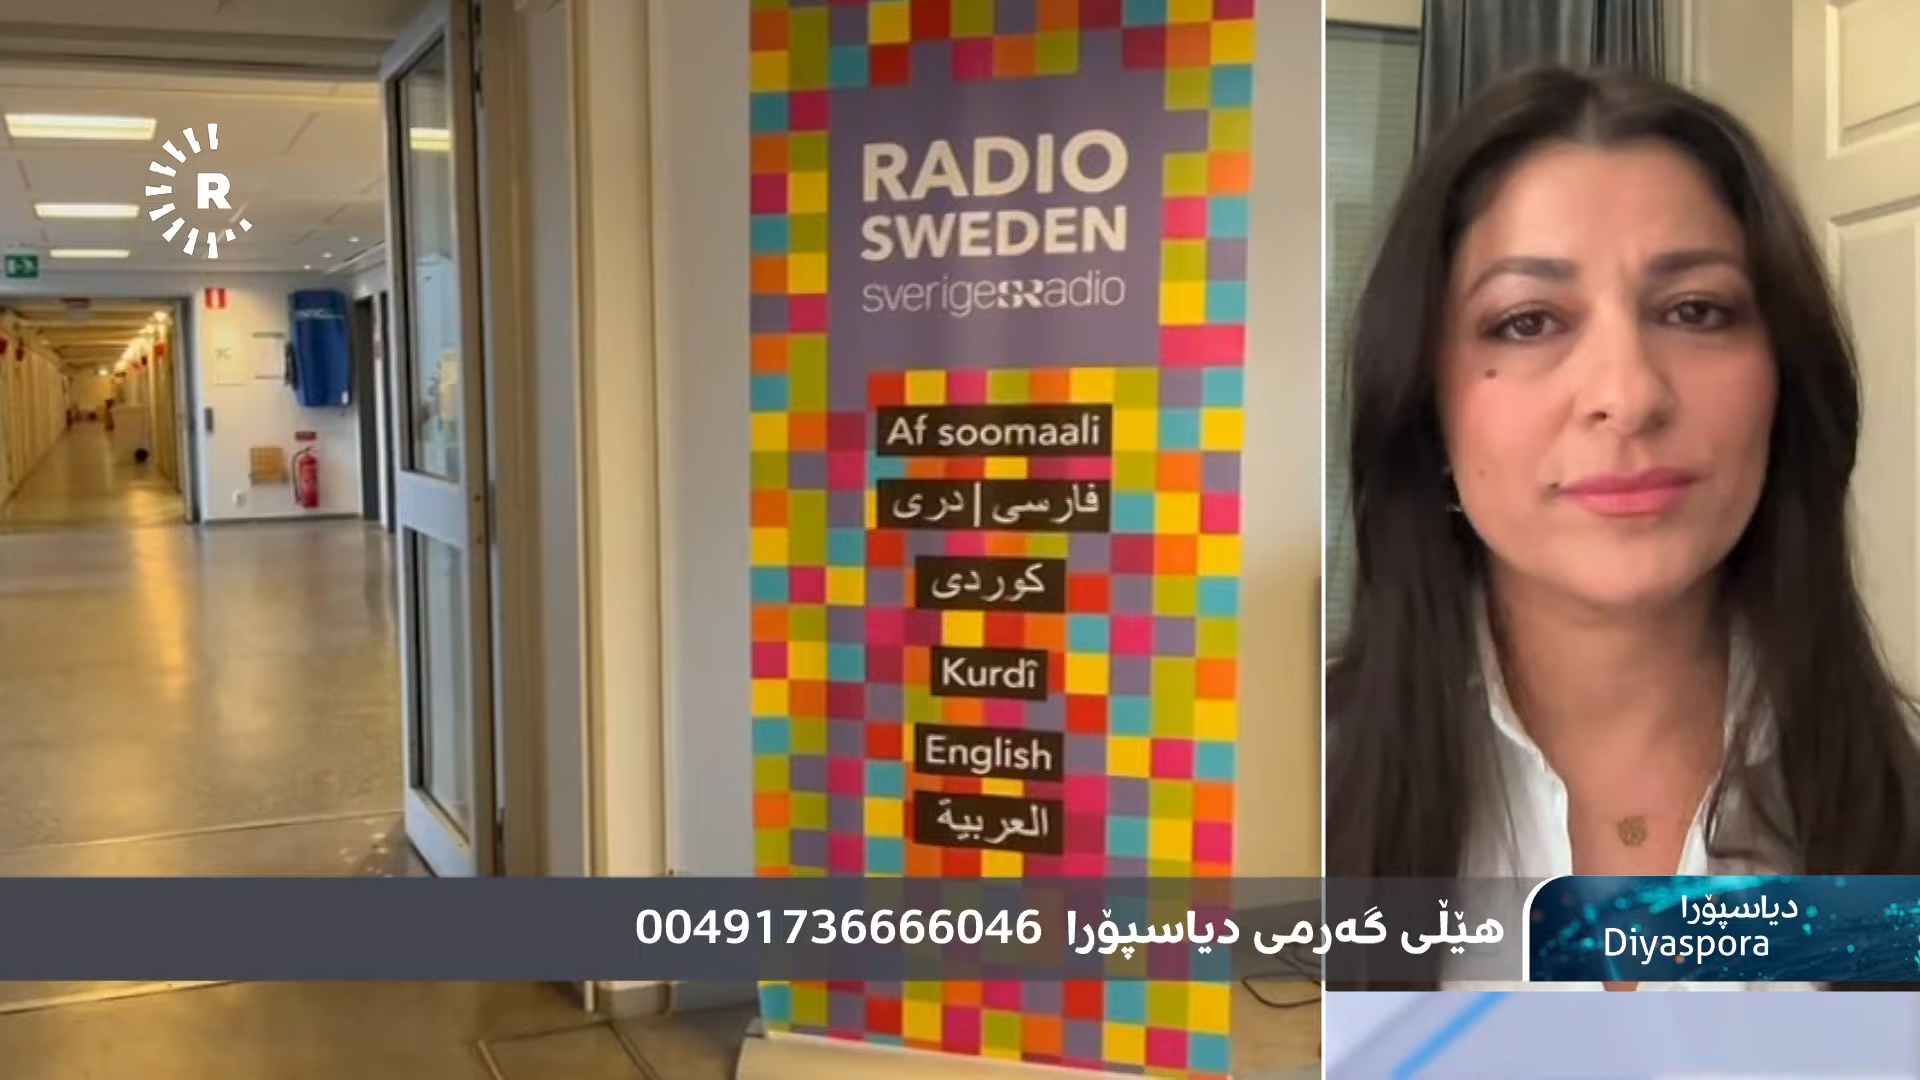 R
RADIO
SWEDEN
sverigesRadio
Af soomaali
فارسی | دری
کوردی
Kurdî
English
العربية
هێڵی گەرمی دیاسپۆرا 00491736666046
دیاسپۆرا
Diyaspora